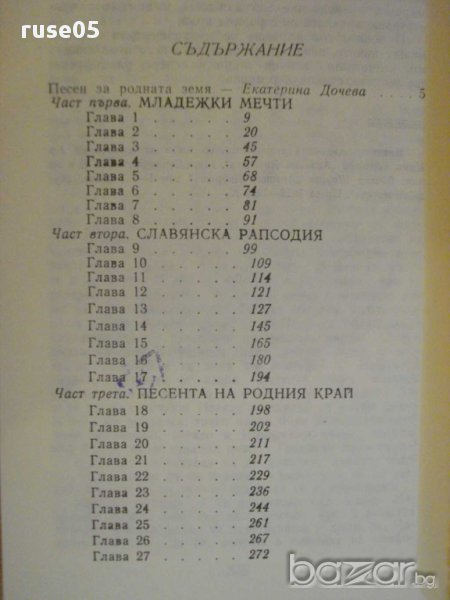 ruse05
СЪДЪРЖАНИЕ
Песен за родната земя — Екатерина Дочева . . . . 5
Част първа. МЛАДЕЖКИ МЕЧТИ
Глава 1 . . . . . . 9
Глава 2 . . . . . . 20
Глава 3 . . . . . . 45
Глава 4 . . . . . . 57
Глава 5 . . . . . . 68
Глава 6 . . . . . . 74
Глава 7 . . . . . . 81
Глава 8 . . . . . . 91
Част втора. СЛАВЯНСКА РАПСОДИЯ
Глава 9 . . . . . . 99
Глава 10 . . . . . . 109
Глава 11 . . . . . . 114
Глава 12 . . . . . . 121
Глава 13 . . . . . . 127
Глава 14 . . . . . . 145
Глава 15 . . . . . . 165
Глава 16 . . . . . . 180
Глава 17 . . . . . . 194
Част трета. ПЕСЕНТА НА РОДНИЯ КРАЙ
Глава 18 . . . . . . 198
Глава 19 . . . . . . 202
Глава 20 . . . . . . 211
Глава 21 . . . . . . 217
Глава 22 . . . . . . 229
Глава 23 . . . . . . 236
Глава 24 . . . . . . 244
Глава 25 . . . . . . 261
Глава 26 . . . . . . 267
Глава 27 . . . . . . 272
bazar.бг